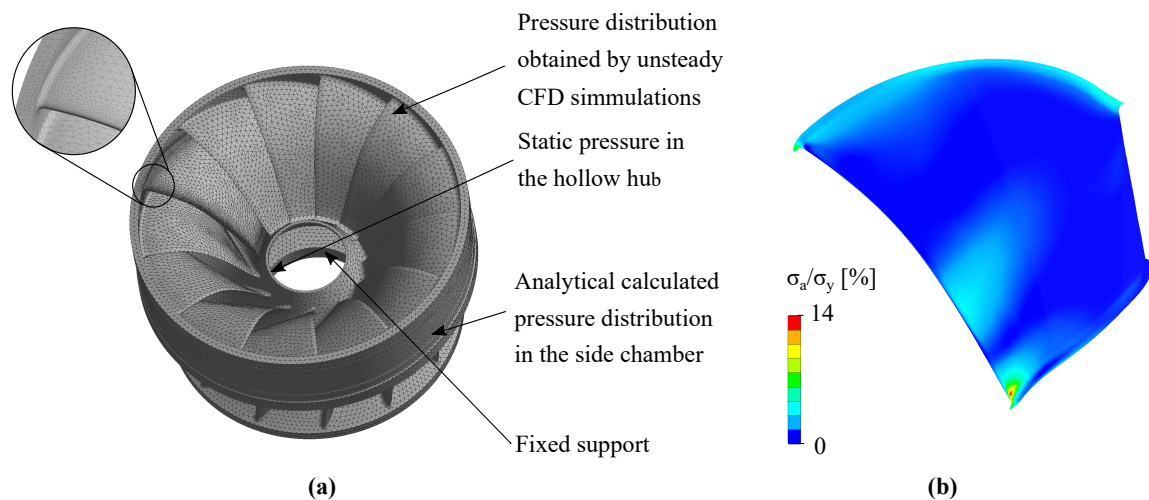 Pressure distribution
obtained by unsteady
CFD simmulations
Static pressure in
the hollow hub
Analytical calculated
pressure distribution
in the side chamber
Fixed support
(a)
σa/σy [%]
14
0
(b)